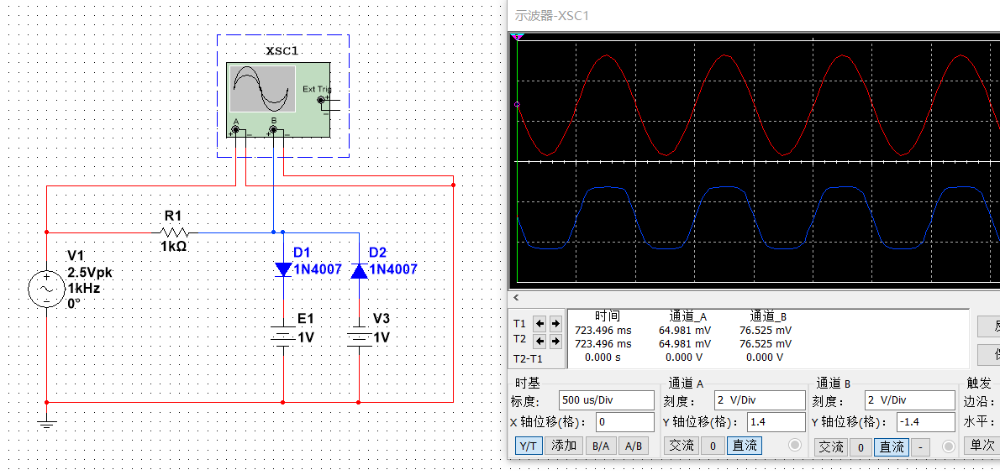 示波器-XSC1
XSC1
Ext Trig
A
B
R1
1kΩ
V1
2.5Vpk
1kHz
0°
D1
1N4007
D2
1N4007
E1
1V
V3
1V
时间 通道_A 通道_B
T1 723.496 ms 64.981 mV 76.525 mV
T2 723.496 ms 64.981 mV 76.525 mV
T2-T1 0.000 s 0.000 V 0.000 V
时基
标度: 500 us/Div
X 轴位移(格): 0
Y/T 添加 B/A A/B
通道 A
刻度: 2 V/Div
Y 轴位移(格): 1.4
交流 0 直流
通道 B
刻度: 2 V/Div
Y 轴位移(格): -1.4
交流 0 直流 -
触发
边沿:
水平:
单次